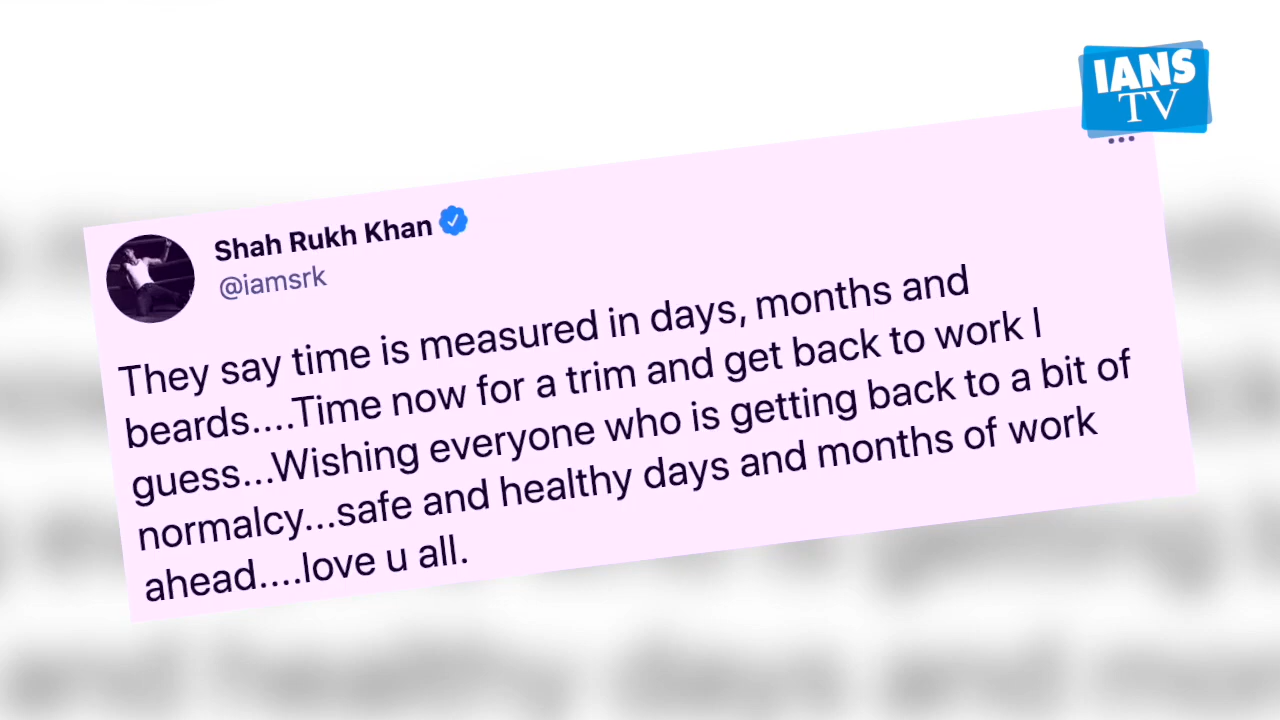 IANS
TV
Shah Rukh Khan
@iamsrk
They say time is measured in days, months and
beards....Time now for a trim and get back to work I
guess...Wishing everyone who is getting back to a bit of
normalcy...safe and healthy days and months of work
ahead....love u all.